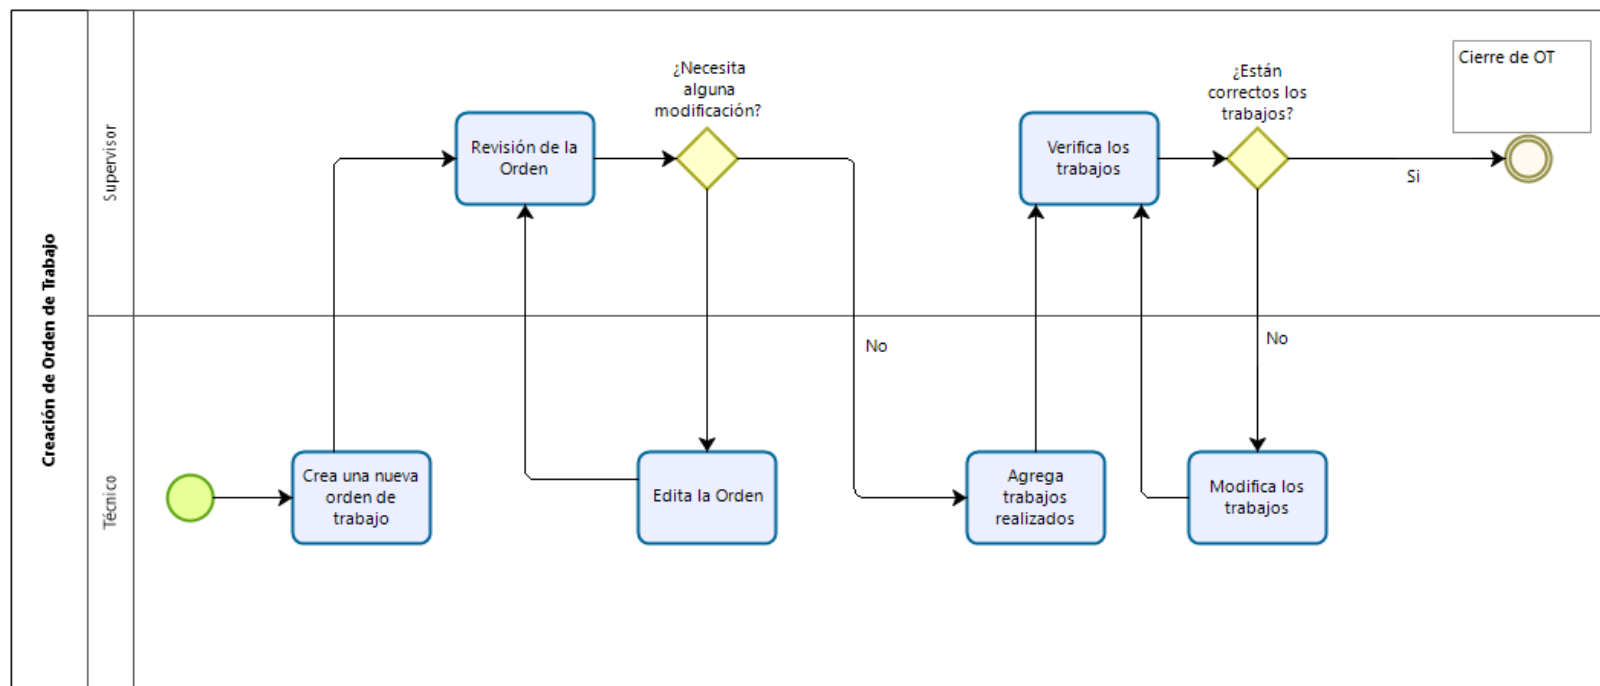 Creación de Orden de Trabajo
Supervisor
Técnico
¿Necesita
alguna
modificación?
Revisión de la
Orden
¿Están
correctos los
trabajos?
Verifica los
trabajos
Cierre de OT
Si
No
No
Crea una nueva
orden de
trabajo
Edita la Orden
Agrega
trabajos
realizados
Modifica los
trabajos